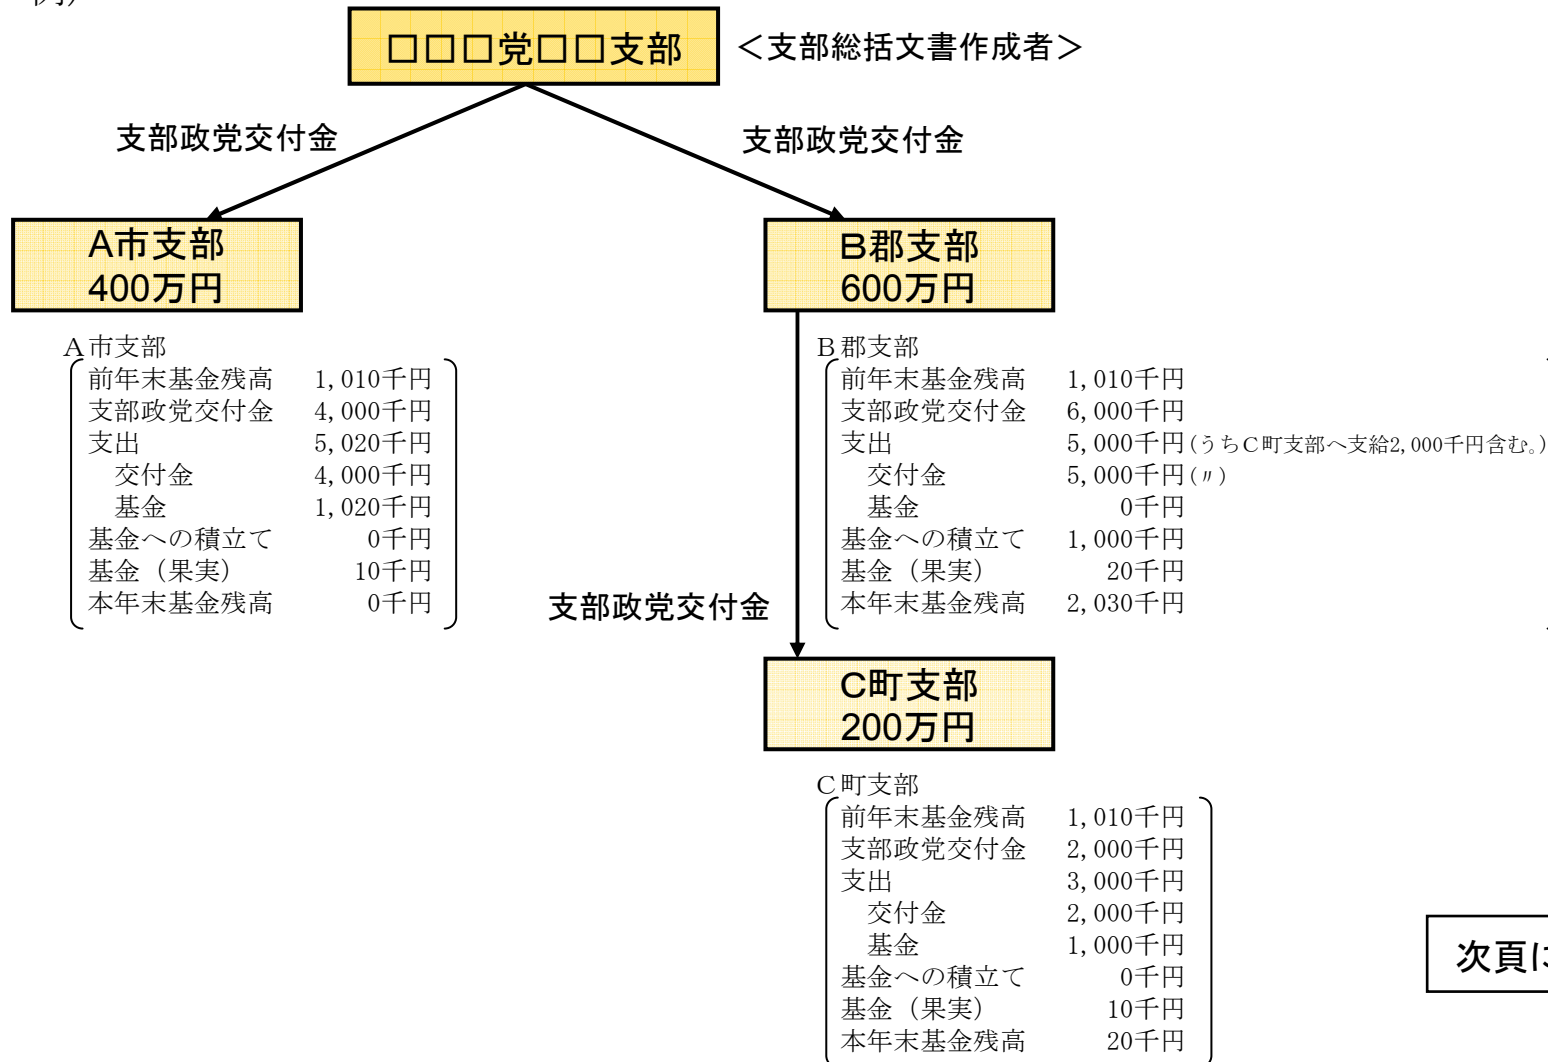 例）
□□□党□□支部
＜支部総括文書作成者＞
支部政党交付金
支部政党交付金
A市支部
400万円
Ｂ郡支部
600万円
Ａ市支部
前年末基金残高 1,010千円
支部政党交付金 4,000千円
支出 5,020千円
交付金 4,000千円
基金 1,020千円
基金への積立て 0千円
基金（果実） 10千円
本年末基金残高 0千円
Ｂ郡支部
前年末基金残高 1,010千円
支部政党交付金 6,000千円
支出 5,000千円(うちＣ町支部へ支給2,000千円含む。)
交付金 5,000千円(〃)
基金 0千円
基金への積立て 1,000千円
基金（果実） 20千円
本年末基金残高 2,030千円
支部政党交付金
C町支部
200万円
Ｃ町支部
前年末基金残高 1,010千円
支部政党交付金 2,000千円
支出 3,000千円
交付金 2,000千円
基金 1,000千円
基金への積立て 0千円
基金（果実） 10千円
本年末基金残高 20千円
次頁に